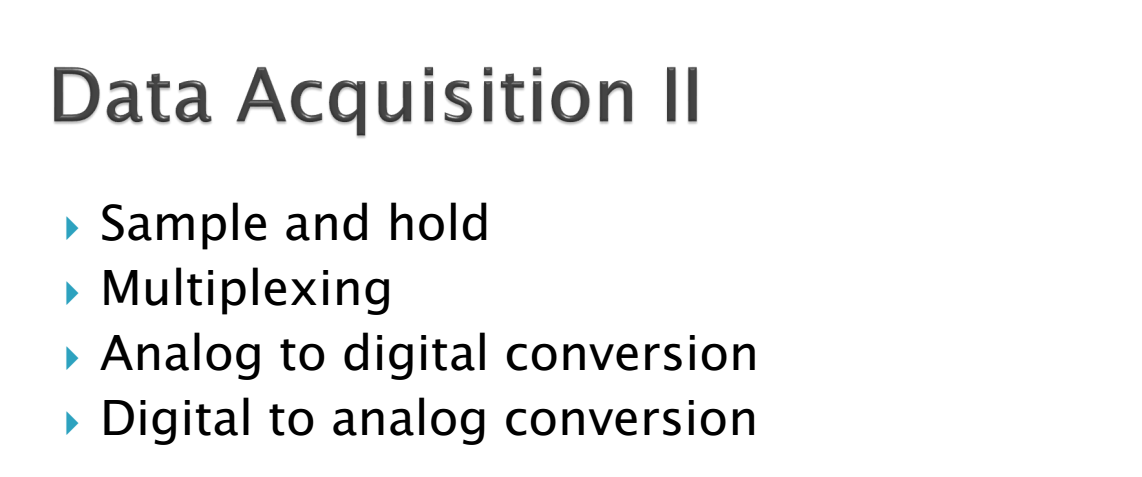 Data Acquisition II
Sample and hold
Multiplexing
Analog to digital conversion
Digital to analog conversion